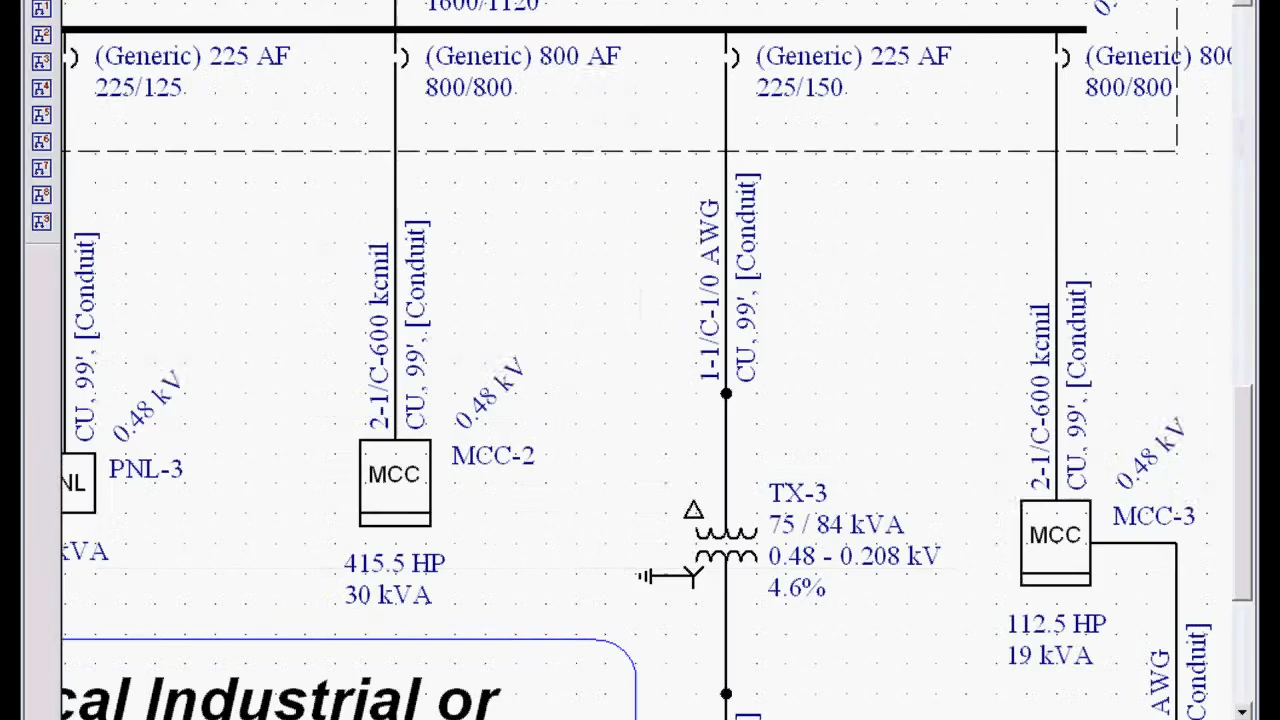 1600/1120
0.
(Generic) 225 AF
225/125
(Generic) 800 AF
800/800
(Generic) 225 AF
225/150
(Generic) 800
800/800
CU, 99', [Conduit]
0.48 kV
NL
PNL-3
kVA
2-1/C-600 kcmil
CU, 99', [Conduit]
0.48 kV
MCC
MCC-2
415.5 HP
30 kVA
1-1/C-1/0 AWG
CU, 99', [Conduit]
TX-3
75 / 84 kVA
0.48 - 0.208 kV
4.6%
2-1/C-600 kcmil
CU, 99', [Conduit]
0.48 kV
MCC
MCC-3
112.5 HP
19 kVA
AWG
Conduit]
]
cal Industrial or